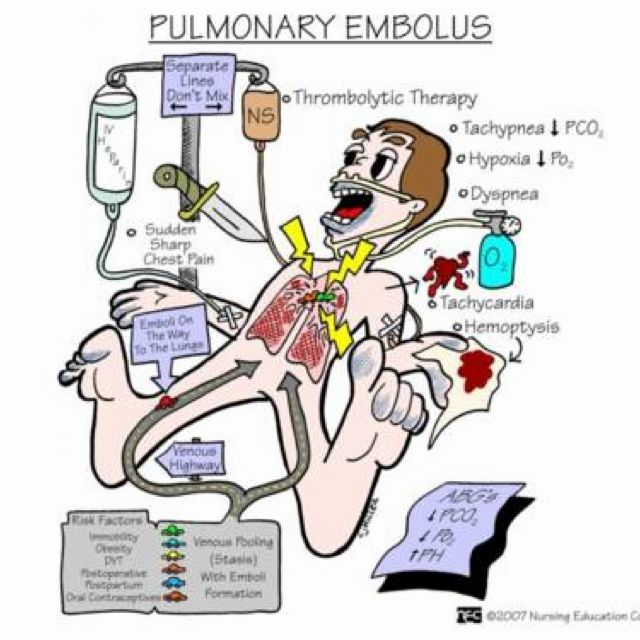 PULMONARY EMBOLUS
Separate
Lines
Don't Mix
NS
IV
Heparin
Thrombolytic Therapy
Tachypnea ↓ PCO₂
Hypoxia ↓ Po₂
Dyspnea
O₂
Sudden
Sharp
Chest Pain
Tachycardia
Hemoptysis
Emboli On
The Way
To The Lungs
Venous
Highway
Risk Factors
Immobility
Obesity
DVT
Postoperative
Postpartum
Oral Contraceptives
Venous Pooling
(Stasis)
With Emboli
Formation
ABG's
↓ PCO₂
↓ Po₂
↑ PH
©2007 Nursing Education Co